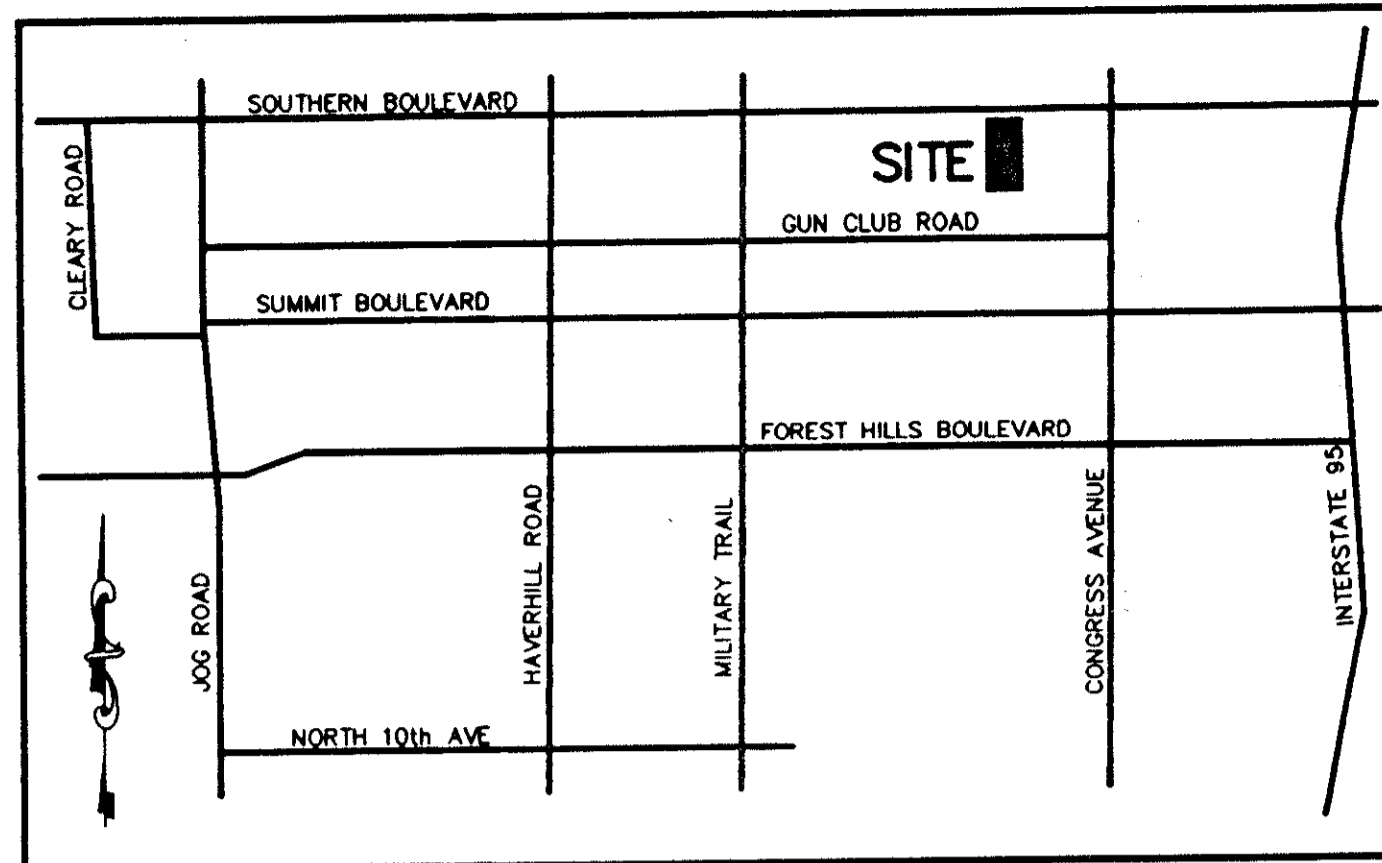 SOUTHERN BOULEVARD
CLEARY ROAD
SITE
GUN CLUB ROAD
SUMMIT BOULEVARD
FOREST HILLS BOULEVARD
JOG ROAD
HAVERHILL ROAD
MILITARY TRAIL
CONGRESS AVENUE
INTERSTATE 95
NORTH 10th AVE